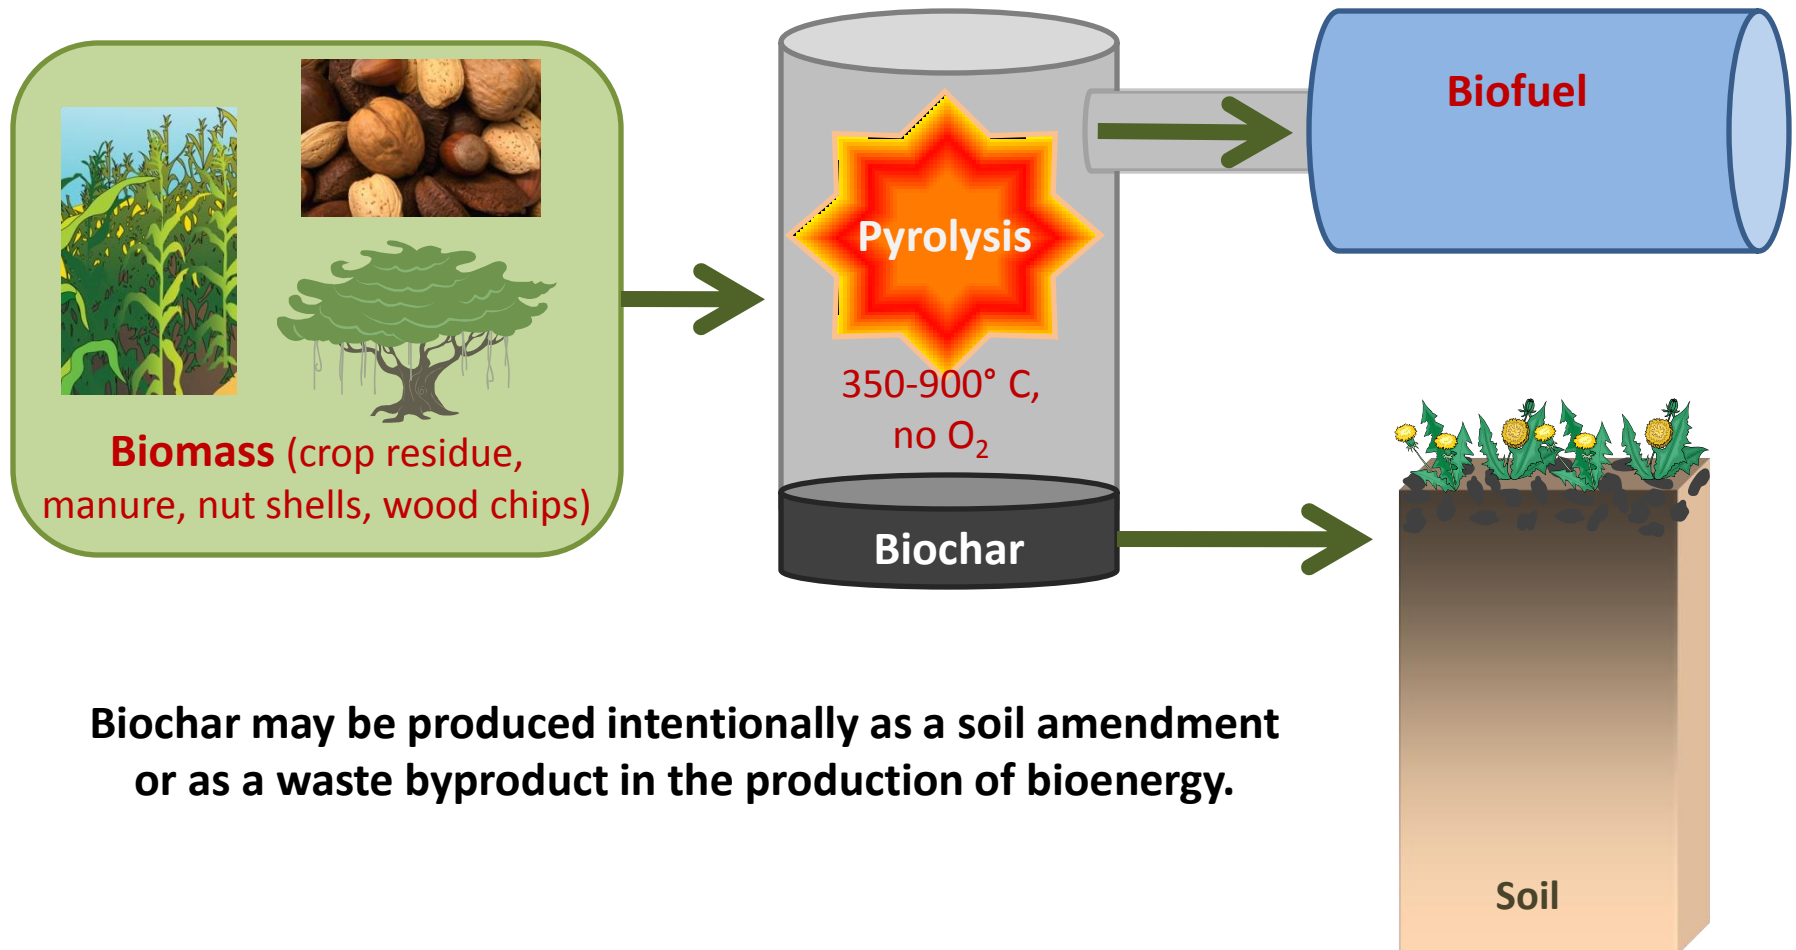 Biomass (crop residue,
manure, nut shells, wood chips)
Pyrolysis
350-900° C,
no O₂
Biochar
Biofuel
Soil
Biochar may be produced intentionally as a soil amendment
or as a waste byproduct in the production of bioenergy.